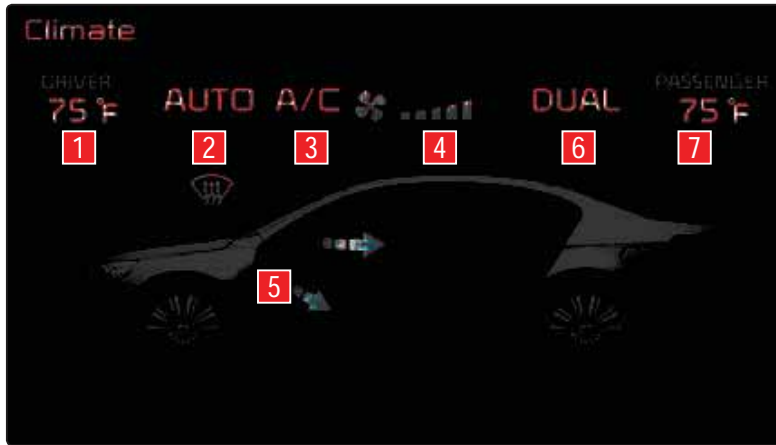 Climate
DRIVER PASSENGER
75°F AUTO A/C DUAL 75°F
1 2 3 4 6 7
5